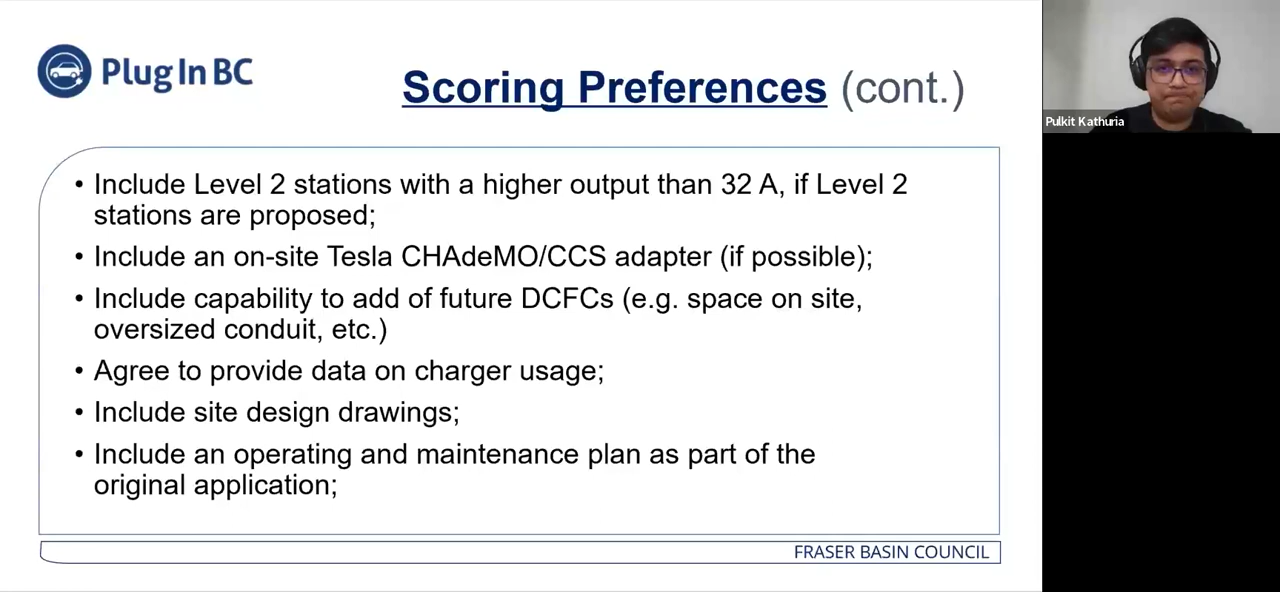 Plug In BC
Scoring Preferences (cont.)
Pulkit Kathuria
• Include Level 2 stations with a higher output than 32 A, if Level 2
stations are proposed;
• Include an on-site Tesla CHAdeMO/CCS adapter (if possible);
• Include capability to add of future DCFCs (e.g. space on site,
oversized conduit, etc.)
• Agree to provide data on charger usage;
• Include site design drawings;
• Include an operating and maintenance plan as part of the
original application;
FRASER BASIN COUNCIL